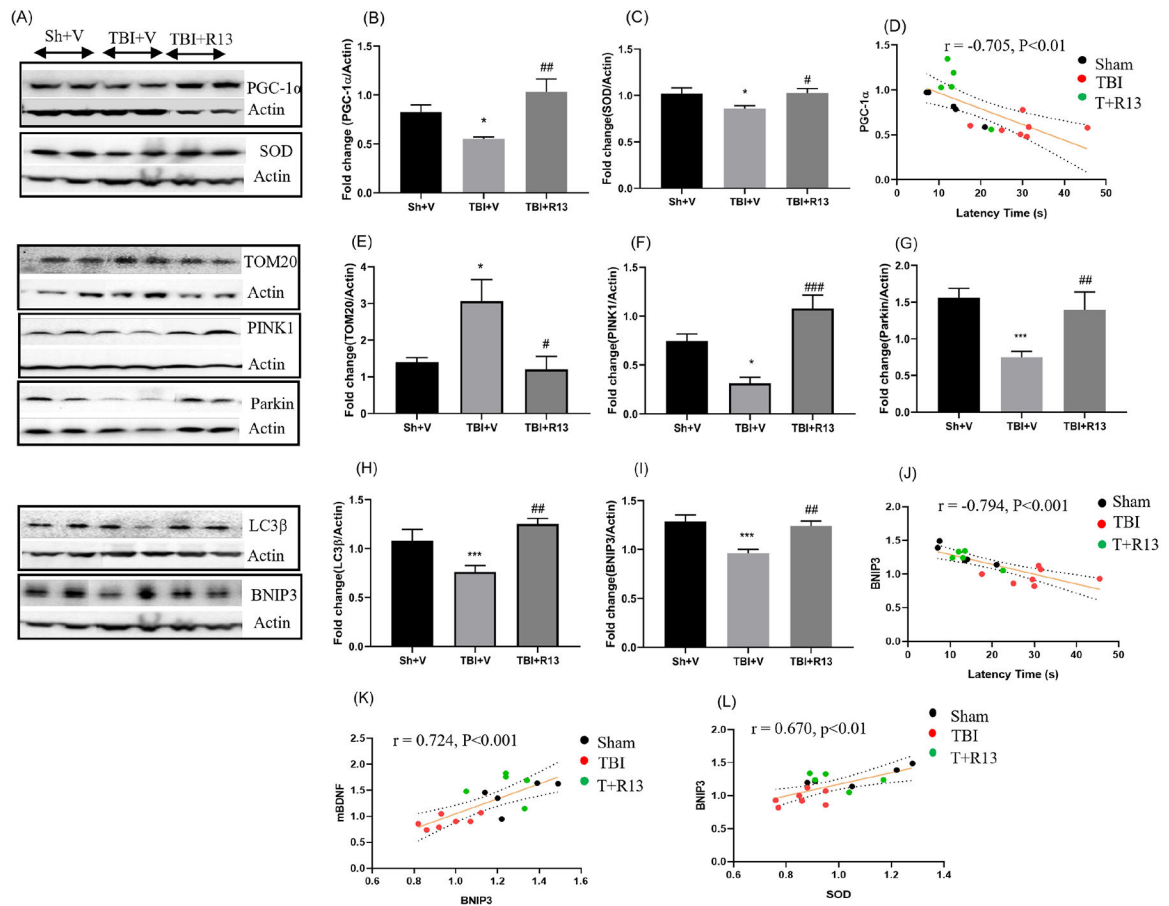 (A)
Sh+V TBI+V TBI+R13
PGC-1α
Actin
SOD
Actin
TOM20
Actin
PINK1
Actin
Parkin
Actin
LC3β
Actin
BNIP3
Actin
(B)
Fold change (PGC-1α/Actin)
1.5
1.0
0.5
0.0
*
##
Sh+V TBI+V TBI+R13
(C)
Fold change(SOD/Actin)
1.5
1.0
0.5
0.0
*
#
Sh+V TBI+V TBI+R13
(D)
r = -0.705, P<0.01
Sham
TBI
T+R13
PGC-1α
1.5
1.0
0.5
0.0
0 10 20 30 40 50
Latency Time (s)
(E)
Fold change(TOM20/Actin)
4
3
2
1
0
*
#
Sh+V TBI+V TBI+R13
(F)
Fold change(PINK1/Actin)
1.5
1.0
0.5
0.0
*
###
Sh+V TBI+V TBI+R13
(G)
Fold change(Parkin/Actin)
2.0
1.5
1.0
0.5
0.0
***
##
Sh+V TBI+V TBI+R13
(H)
Fold change(LC3β/Actin)
1.5
1.0
0.5
0.0
***
##
Sh+V TBI+V TBI+R13
(I)
Fold change(BNIP3/Actin)
1.5
1.0
0.5
0.0
***
##
Sh+V TBI+V TBI+R13
(J)
r = -0.794, P<0.001
Sham
TBI
T+R13
BNIP3
2.0
1.5
1.0
0.5
0.0
0 10 20 30 40 50
Latency Time (s)
(K)
r = 0.724, P<0.001
Sham
TBI
T+R13
mBDNF
2.5
2.0
1.5
1.0
0.5
0.0
0.6 0.8 1.0 1.2 1.4 1.6
BNIP3
(L)
r = 0.670, p<0.01
Sham
TBI
T+R13
BNIP3
2.0
1.5
1.0
0.5
0.0
0.6 0.8 1.0 1.2 1.4
SOD